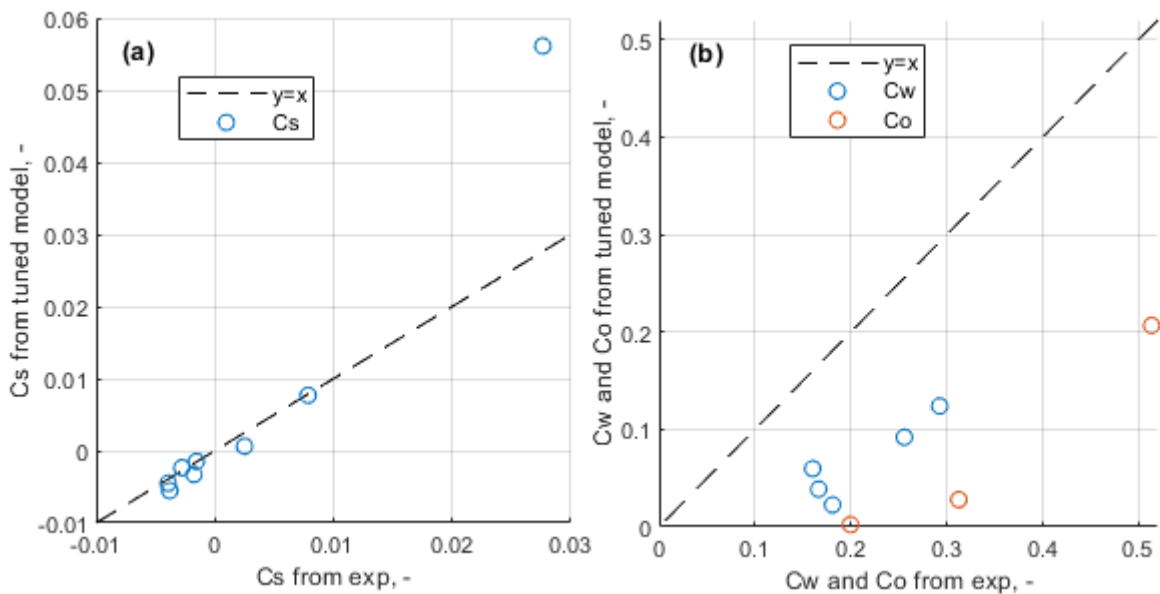 (a)
y=x
Cs
0.06
0.05
0.04
0.03
0.02
0.01
0
-0.01
-0.01
0
0.01
0.02
0.03
Cs from tuned model, -
Cs from exp, -
(b)
y=x
Cw
Co
0.5
0.4
0.3
0.2
0.1
0
0
0.1
0.2
0.3
0.4
0.5
Cw and Co from tuned model, -
Cw and Co from exp, -